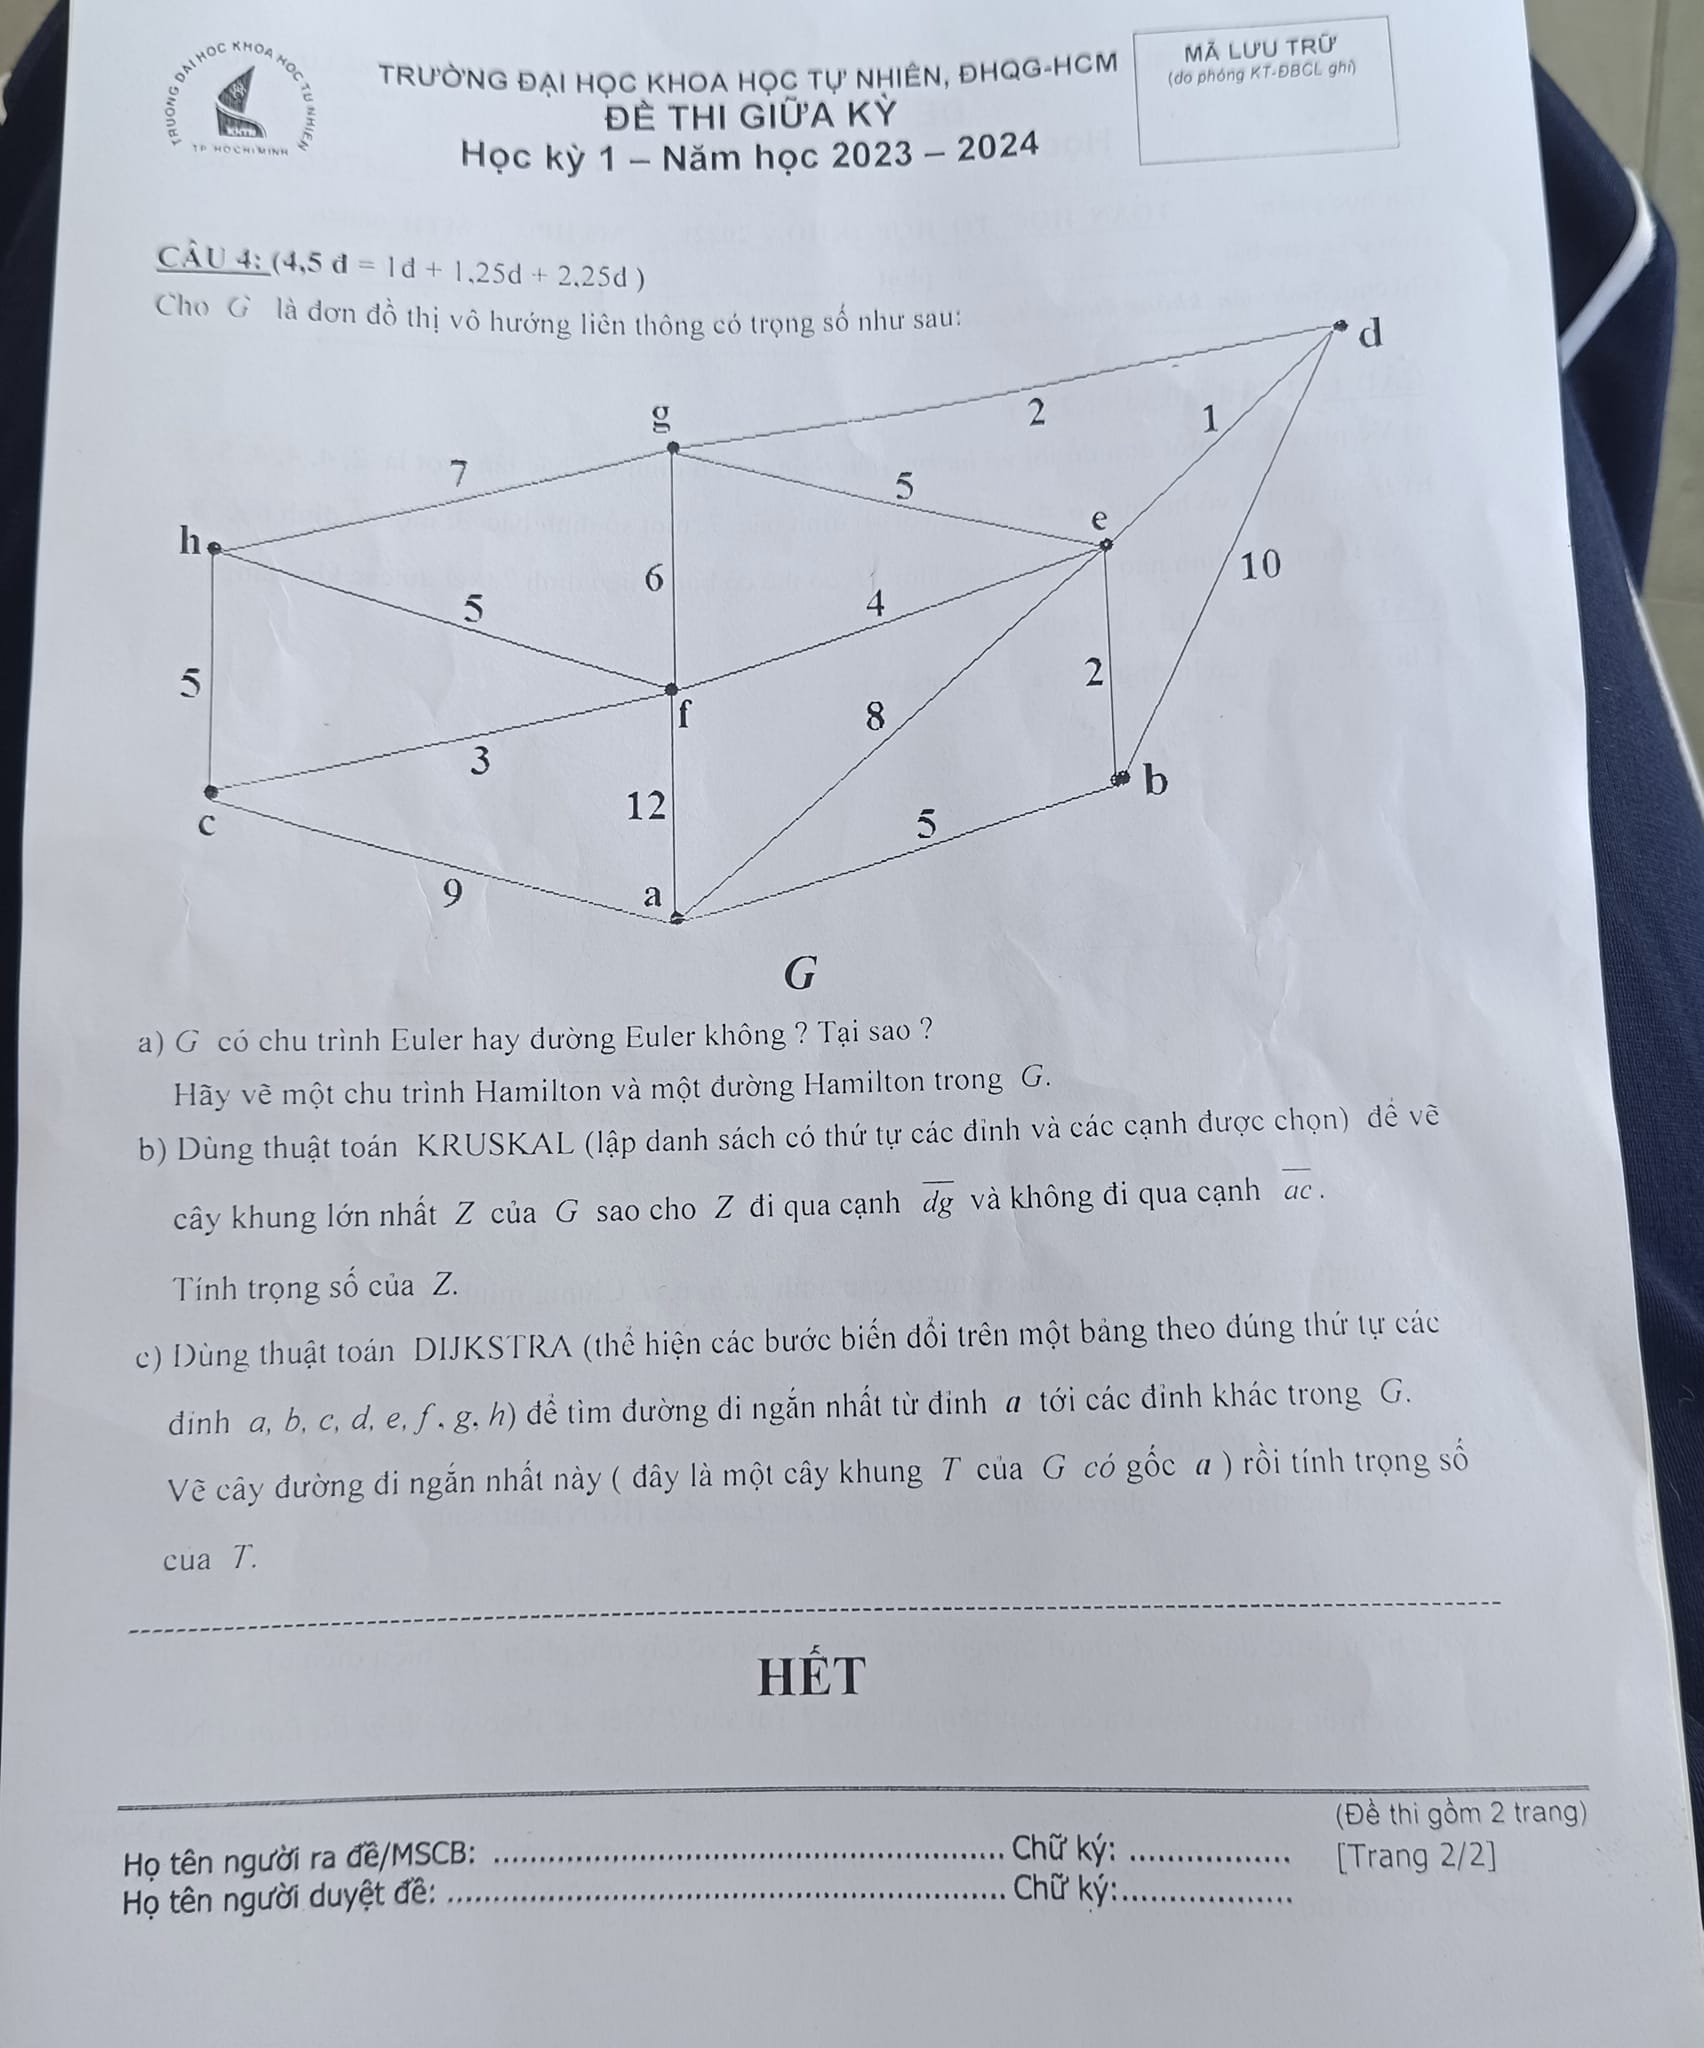 TRƯỜNG ĐẠI HỌC KHOA HỌC TỰ NHIÊN
TP HOCHIMINH
TRƯỜNG ĐẠI HỌC KHOA HỌC TỰ NHIÊN, ĐHQG-HCM
ĐỀ THI GIỮA KỲ
Học kỳ 1 – Năm học 2023 – 2024
MÃ LƯU TRỮ
(do phòng KT-ĐBCL ghi)
CÂU 4: (4,5 đ = 1đ + 1,25đ + 2,25đ )
Cho G là đơn đồ thị vô hướng liên thông có trọng số như sau:
d
g
2
1
7
5
e
h
6
10
5
4
5
2
f
8
3
b
12
c
5
9
a
G
a) G có chu trình Euler hay đường Euler không ? Tại sao ?
Hãy vẽ một chu trình Hamilton và một đường Hamilton trong G.
b) Dùng thuật toán KRUSKAL (lập danh sách có thứ tự các đỉnh và các cạnh được chọn) để vẽ
cây khung lớn nhất Z của G sao cho Z đi qua cạnh dg và không đi qua cạnh ac .
Tính trọng số của Z.
c) Dùng thuật toán DIJKSTRA (thể hiện các bước biến đổi trên một bảng theo đúng thứ tự các
đỉnh a, b, c, d, e, f , g, h) để tìm đường đi ngắn nhất từ đỉnh a tới các đỉnh khác trong G.
Vẽ cây đường đi ngắn nhất này ( đây là một cây khung T của G có gốc a ) rồi tính trọng số
của T.
HẾT
(Đề thi gồm 2 trang)
Họ tên người ra đề/MSCB: ........................................................ Chữ ký: ..................
[Trang 2/2]
Họ tên người duyệt đề: ............................................................. Chữ ký:...................